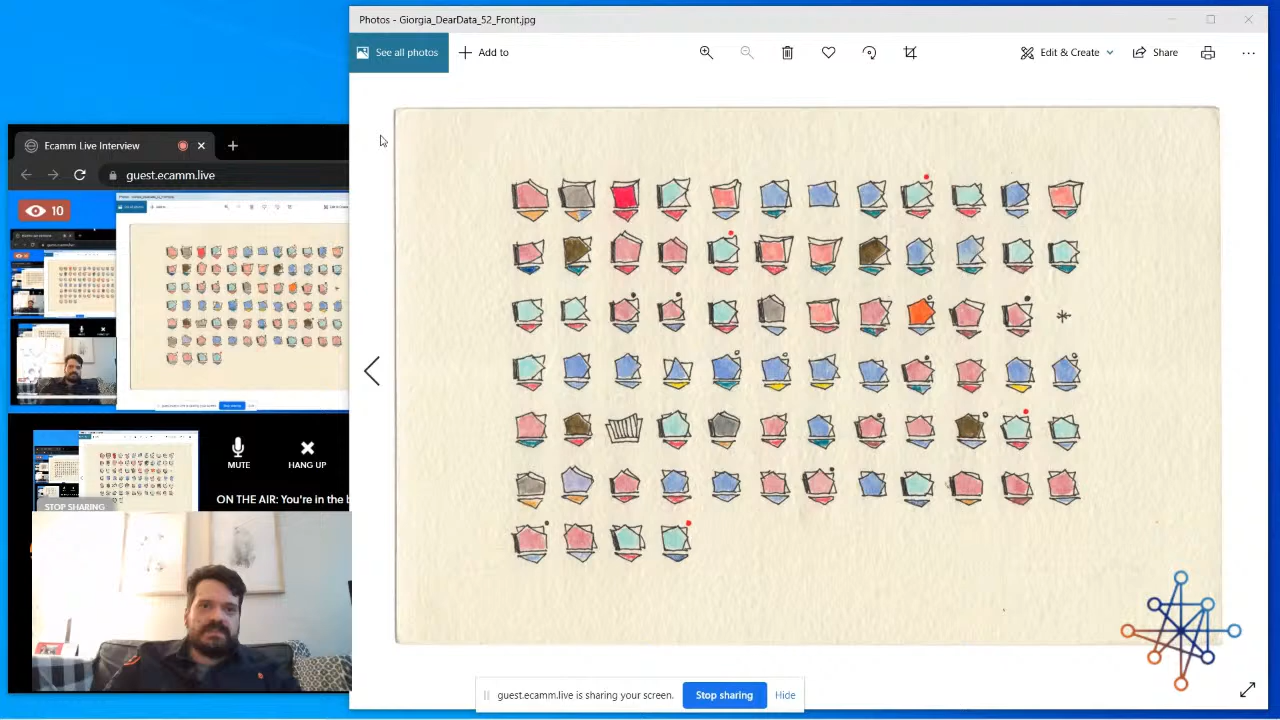 Photos - Giorgia_DearData_52_Front.jpg
See all photos
Add to
Edit & Create
Share
Ecamm Live Interview
guest.ecamm.live
10
MUTE
HANG UP
ON THE AIR: You're in the b
STOP SHARING
guest.ecamm.live is sharing your screen.
Stop sharing
Hide